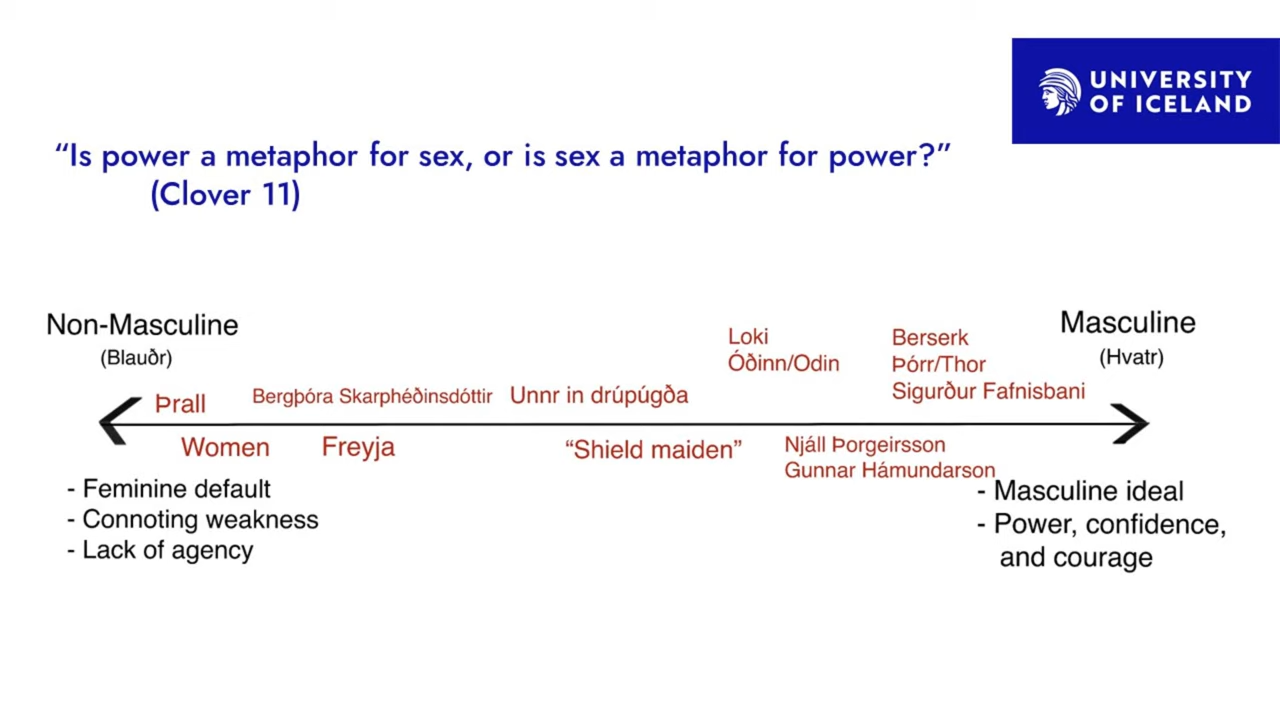 UNIVERSITY
OF ICELAND
“Is power a metaphor for sex, or is sex a metaphor for power?”
(Clover 11)
Non-Masculine
(Blauðr)
Masculine
(Hvatr)
Loki
Óðinn/Odin
Berserk
Þórr/Thor
Sigurður Fafnisbani
Þrall
Bergþóra Skarphéðinsdóttir
Unnr in drúpúgða
Women
Freyja
“Shield maiden”
Njáll Þorgeirsson
Gunnar Hámundarson
- Feminine default
- Connoting weakness
- Lack of agency
- Masculine ideal
- Power, confidence,
and courage